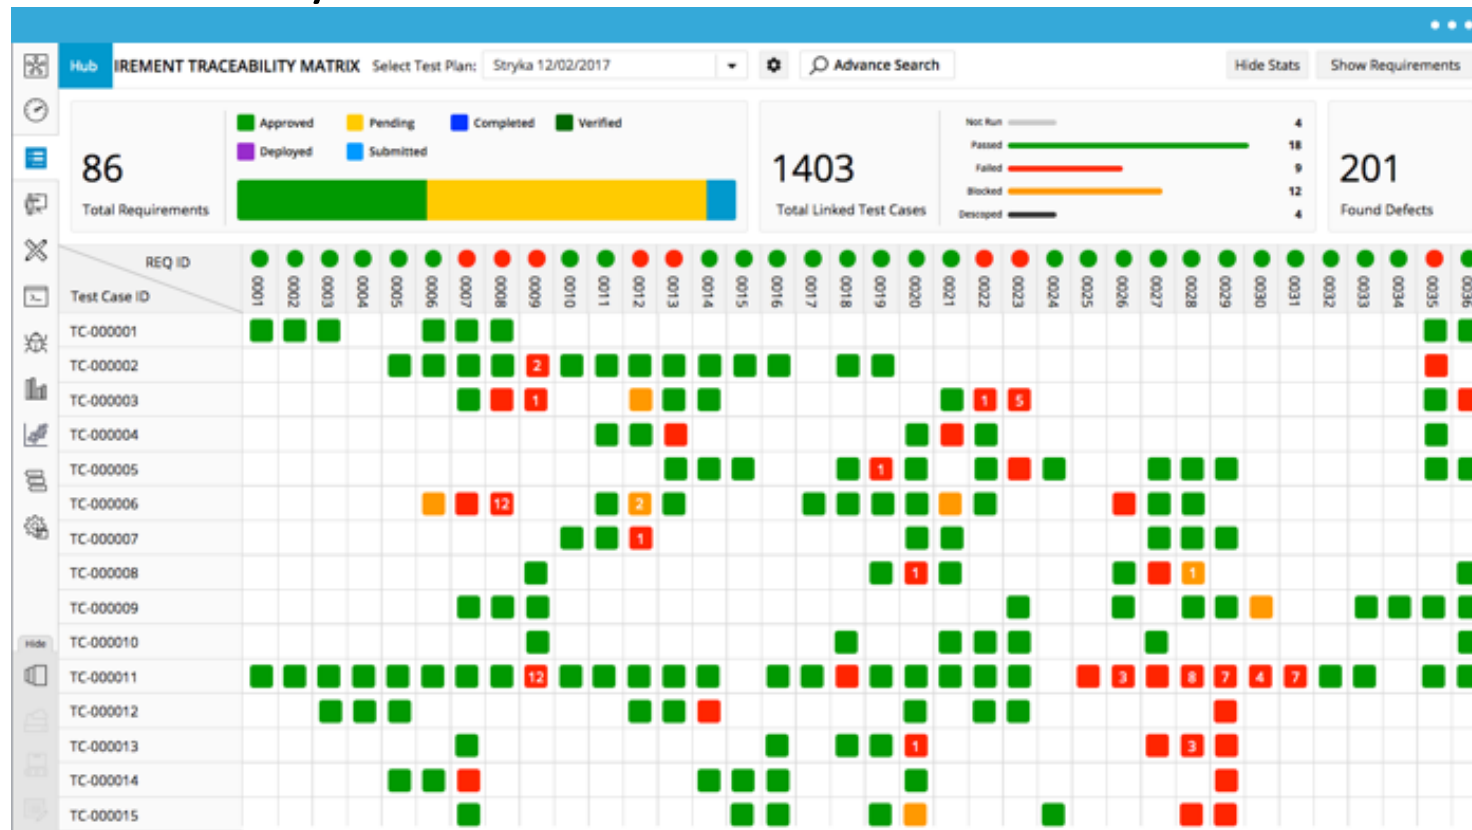 Hub IREMENT TRACEABILITY MATRIX Select Test Plan: Stryka 12/02/2017 Advance Search Hide Stats Show Requirements
86
Total Requirements
Approved Pending Completed Verified
Deployed Submitted
1403
Total Linked Test Cases
Not Run 4
Passed 18
Failed 9
Blocked 12
Descoped 4
201
Found Defects
REQ ID
Test Case ID
0001 0002 0003 0004 0005 0006 0007 0008 0009 0010 0011 0012 0013 0014 0015 0016 0017 0018 0019 0020 0021 0022 0023 0024 0025 0026 0027 0028 0029 0030 0031 0032 0033 0034 0035 0036
TC-000001
TC-000002 2
TC-000003 1 1 5
TC-000004
TC-000005 1
TC-000006 12 2
TC-000007 1
TC-000008 1 1
TC-000009
TC-000010
TC-000011 12 3 8 7 4 7
TC-000012
TC-000013 1 3
TC-000014
TC-000015
Hide